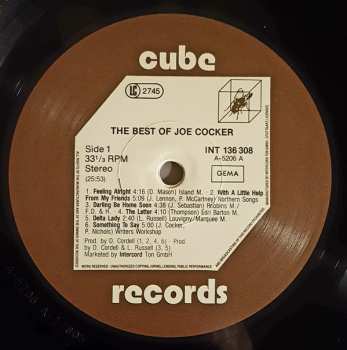 cube
LC 2745
THE BEST OF JOE COCKER
Side 1
33 1/3 RPM
Stereo
(25:53)
INT 136 308
A-5206 A
GEMA
1. Feeling Alright 4:16 (D. Mason) Island M. · 2. With A Little Help
From My Friends 5:09 (J. Lennon, P. McCartney) Northern Songs
3. Darling Be Home Soon 4:38 (J. Sebastian) Robbins M./
F. D. & H. · 4. The Letter 4:10 (Thompson) Earl Barton M.
5. Delta Lady 2:40 (L. Russell) Louvigny/Marquee M.
6. Something To Say 5:00 (J. Cocker,
P. Nichols) Writers Workshop
Prod. by D. Cordell (1, 2, 4, 6) · Prod. by
D. Cordell & L. Russell (3, 5)
Marketed by Intercord Ton GmbH
records